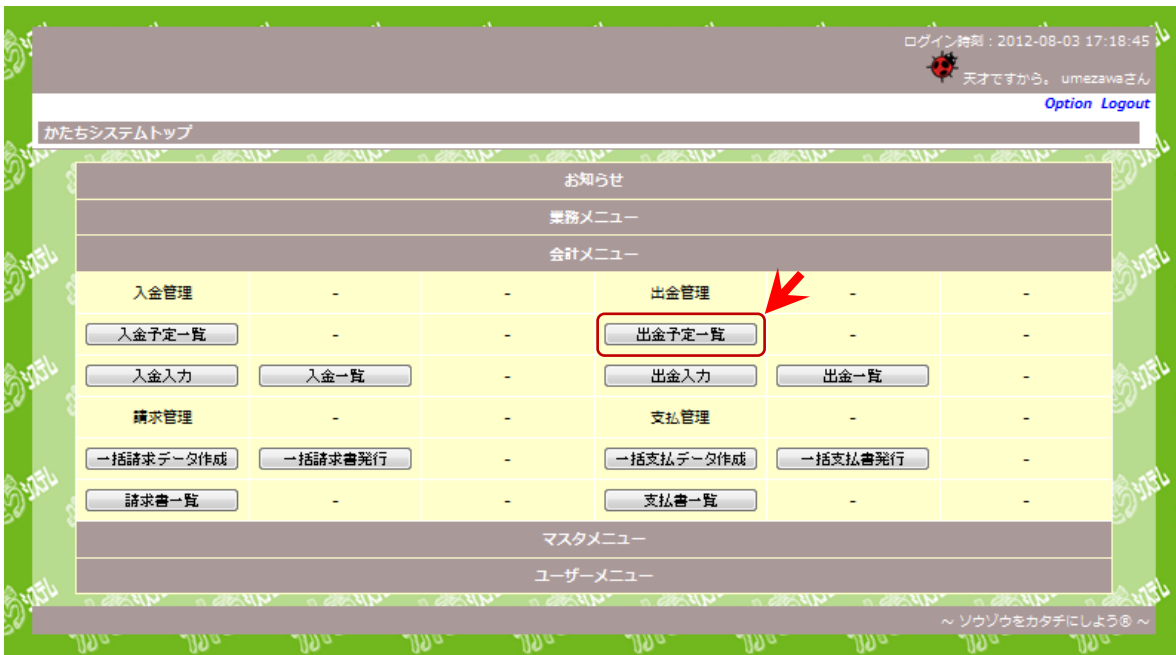 ログイン時刻 : 2012-08-03 17:18:45
天才ですから。 umezawaさん
Option Logout
かたちシステムトップ
お知らせ
業務メニュー
会計メニュー
入金管理 - - 出金管理 - -
入金予定一覧 - - 出金予定一覧 - -
入金入力 入金一覧 - 出金入力 出金一覧 -
請求管理 - - 支払管理 - -
一括請求データ作成 一括請求書発行 - 一括支払データ作成 一括支払書発行 -
請求書一覧 - - 支払書一覧 - -
マスタメニュー
ユーザーメニュー
～ ソウゾウをカタチにしよう® ～